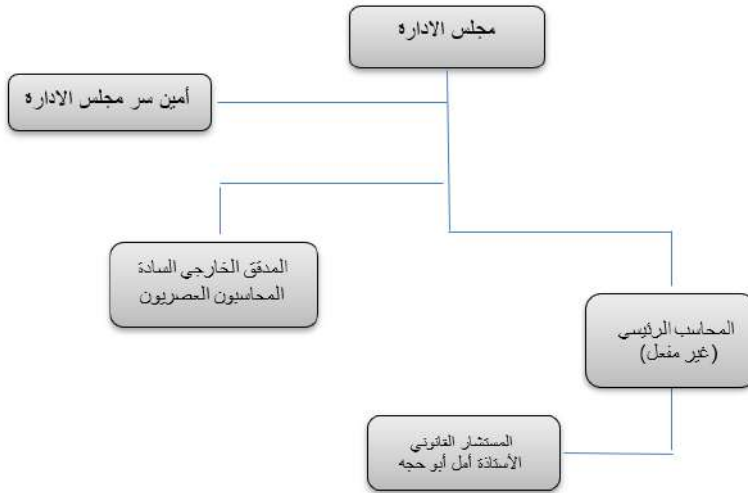 مجلس الادارة
أمين سر مجلس الادارة
المدقق الخارجي السادة
المحاسبون العصريون
المحاسب الرئيسي
(غير مفعل)
المستشار القانوني
الأستاذة أمل أبو حجه